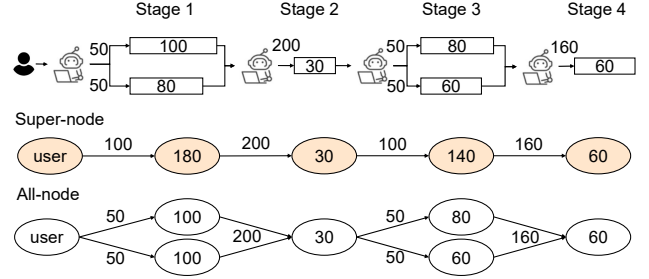 Stage 1 Stage 2 Stage 3 Stage 4
50 100 200 50 80 160
30 60
50 80 50 60
Super-node
100 200 100 160
user 180 30 140 60
All-node
50 100 50 80
user 200 30 160 60
50 100 50 60